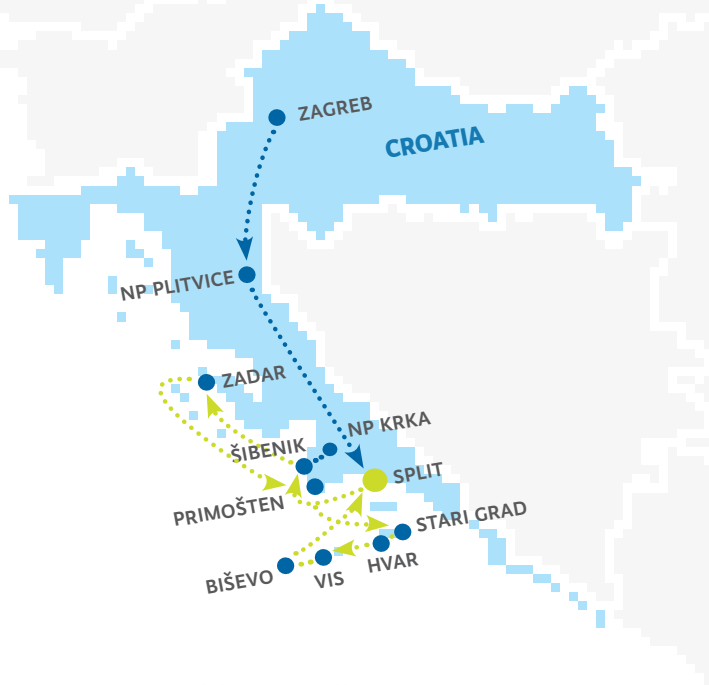 ZAGREB
CROATIA
NP PLITVICE
ZADAR
NP KRKA
ŠIBENIK
SPLIT
PRIMOŠTEN
STARI GRAD
HVAR
BIŠEVO
VIS